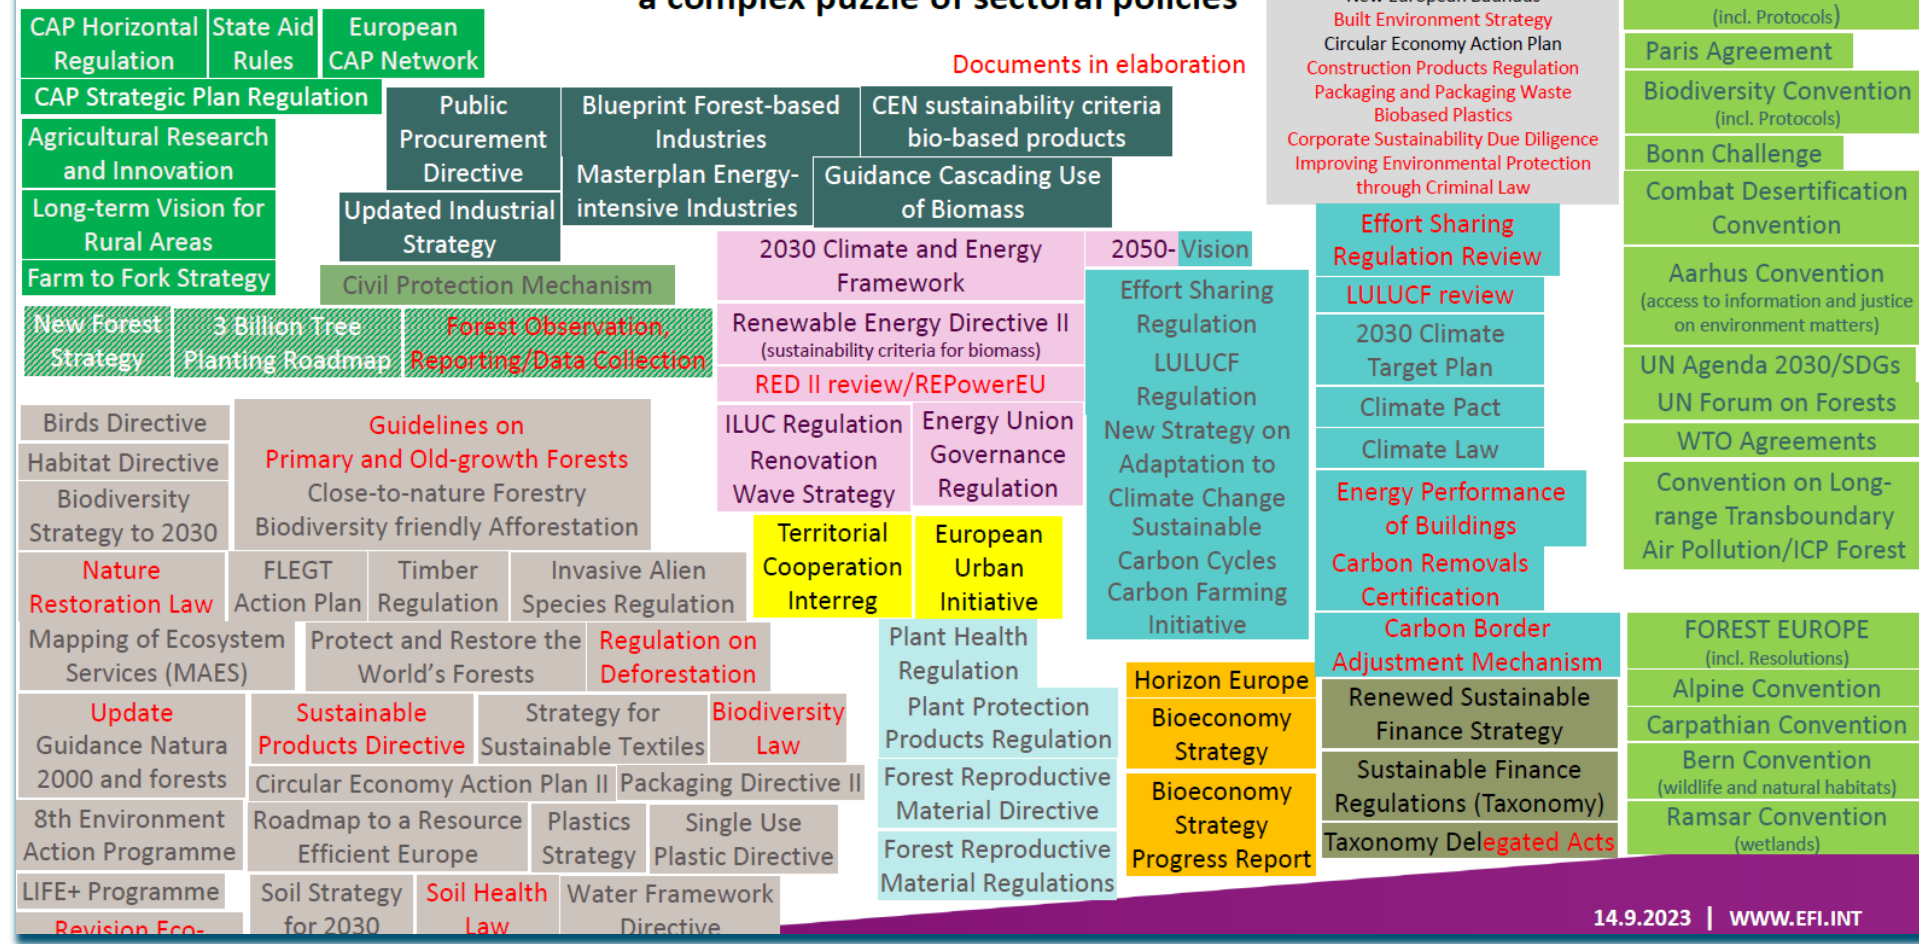 a complex puzzle of sectoral policies
Documents in elaboration
CAP Horizontal
Regulation
State Aid
Rules
European
CAP Network
CAP Strategic Plan Regulation
Agricultural Research
and Innovation
Long-term Vision for
Rural Areas
Farm to Fork Strategy
Public
Procurement
Directive
Blueprint Forest-based
Industries
CEN sustainability criteria
bio-based products
Masterplan Energy-
intensive Industries
Guidance Cascading Use
of Biomass
Updated Industrial
Strategy
Civil Protection Mechanism
New Forest
Strategy
3 Billion Tree
Planting Roadmap
Forest Observation,
Reporting/Data Collection
New European Bauhaus
Built Environment Strategy
Circular Economy Action Plan
Construction Products Regulation
Packaging and Packaging Waste
Biobased Plastics
Corporate Sustainability Due Diligence
Improving Environmental Protection
through Criminal Law
2030 Climate and Energy
Framework
Renewable Energy Directive II
(sustainability criteria for biomass)
RED II review/REPowerEU
ILUC Regulation
Renovation
Wave Strategy
Energy Union
Governance
Regulation
2050-Vision
Effort Sharing
Regulation
LULUCF
Regulation
New Strategy on
Adaptation to
Climate Change
Sustainable
Carbon Cycles
Carbon Farming
Initiative
Effort Sharing
Regulation Review
LULUCF review
2030 Climate
Target Plan
Climate Pact
Climate Law
Energy Performance
of Buildings
Carbon Removals
Certification
Carbon Border
Adjustment Mechanism
Birds Directive
Habitat Directive
Biodiversity
Strategy to 2030
Guidelines on
Primary and Old-growth Forests
Close-to-nature Forestry
Biodiversity friendly Afforestation
Nature
Restoration Law
FLEGT
Action Plan
Timber
Regulation
Invasive Alien
Species Regulation
Mapping of Ecosystem
Services (MAES)
Protect and Restore the
World's Forests
Regulation on
Deforestation
Update
Guidance Natura
2000 and forests
Sustainable
Products Directive
Strategy for
Sustainable Textiles
Biodiversity
Law
Circular Economy Action Plan II
Packaging Directive II
8th Environment
Action Programme
Roadmap to a Resource
Efficient Europe
Plastics
Strategy
Single Use
Plastic Directive
LIFE+ Programme
Soil Strategy
for 2030
Soil Health
Law
Water Framework
Directive
Revision Eco-
Territorial
Cooperation
Interreg
European
Urban
Initiative
Plant Health
Regulation
Plant Protection
Products Regulation
Forest Reproductive
Material Directive
Forest Reproductive
Material Regulations
Horizon Europe
Bioeconomy
Strategy
Bioeconomy
Strategy
Progress Report
Renewed Sustainable
Finance Strategy
Sustainable Finance
Regulations (Taxonomy)
Taxonomy Delegated Acts
(incl. Protocols)
Paris Agreement
Biodiversity Convention
(incl. Protocols)
Bonn Challenge
Combat Desertification
Convention
Aarhus Convention
(access to information and justice
on environment matters)
UN Agenda 2030/SDGs
UN Forum on Forests
WTO Agreements
Convention on Long-
range Transboundary
Air Pollution/ICP Forest
FOREST EUROPE
(incl. Resolutions)
Alpine Convention
Carpathian Convention
Bern Convention
(wildlife and natural habitats)
Ramsar Convention
(wetlands)
14.9.2023 | WWW.EFI.INT